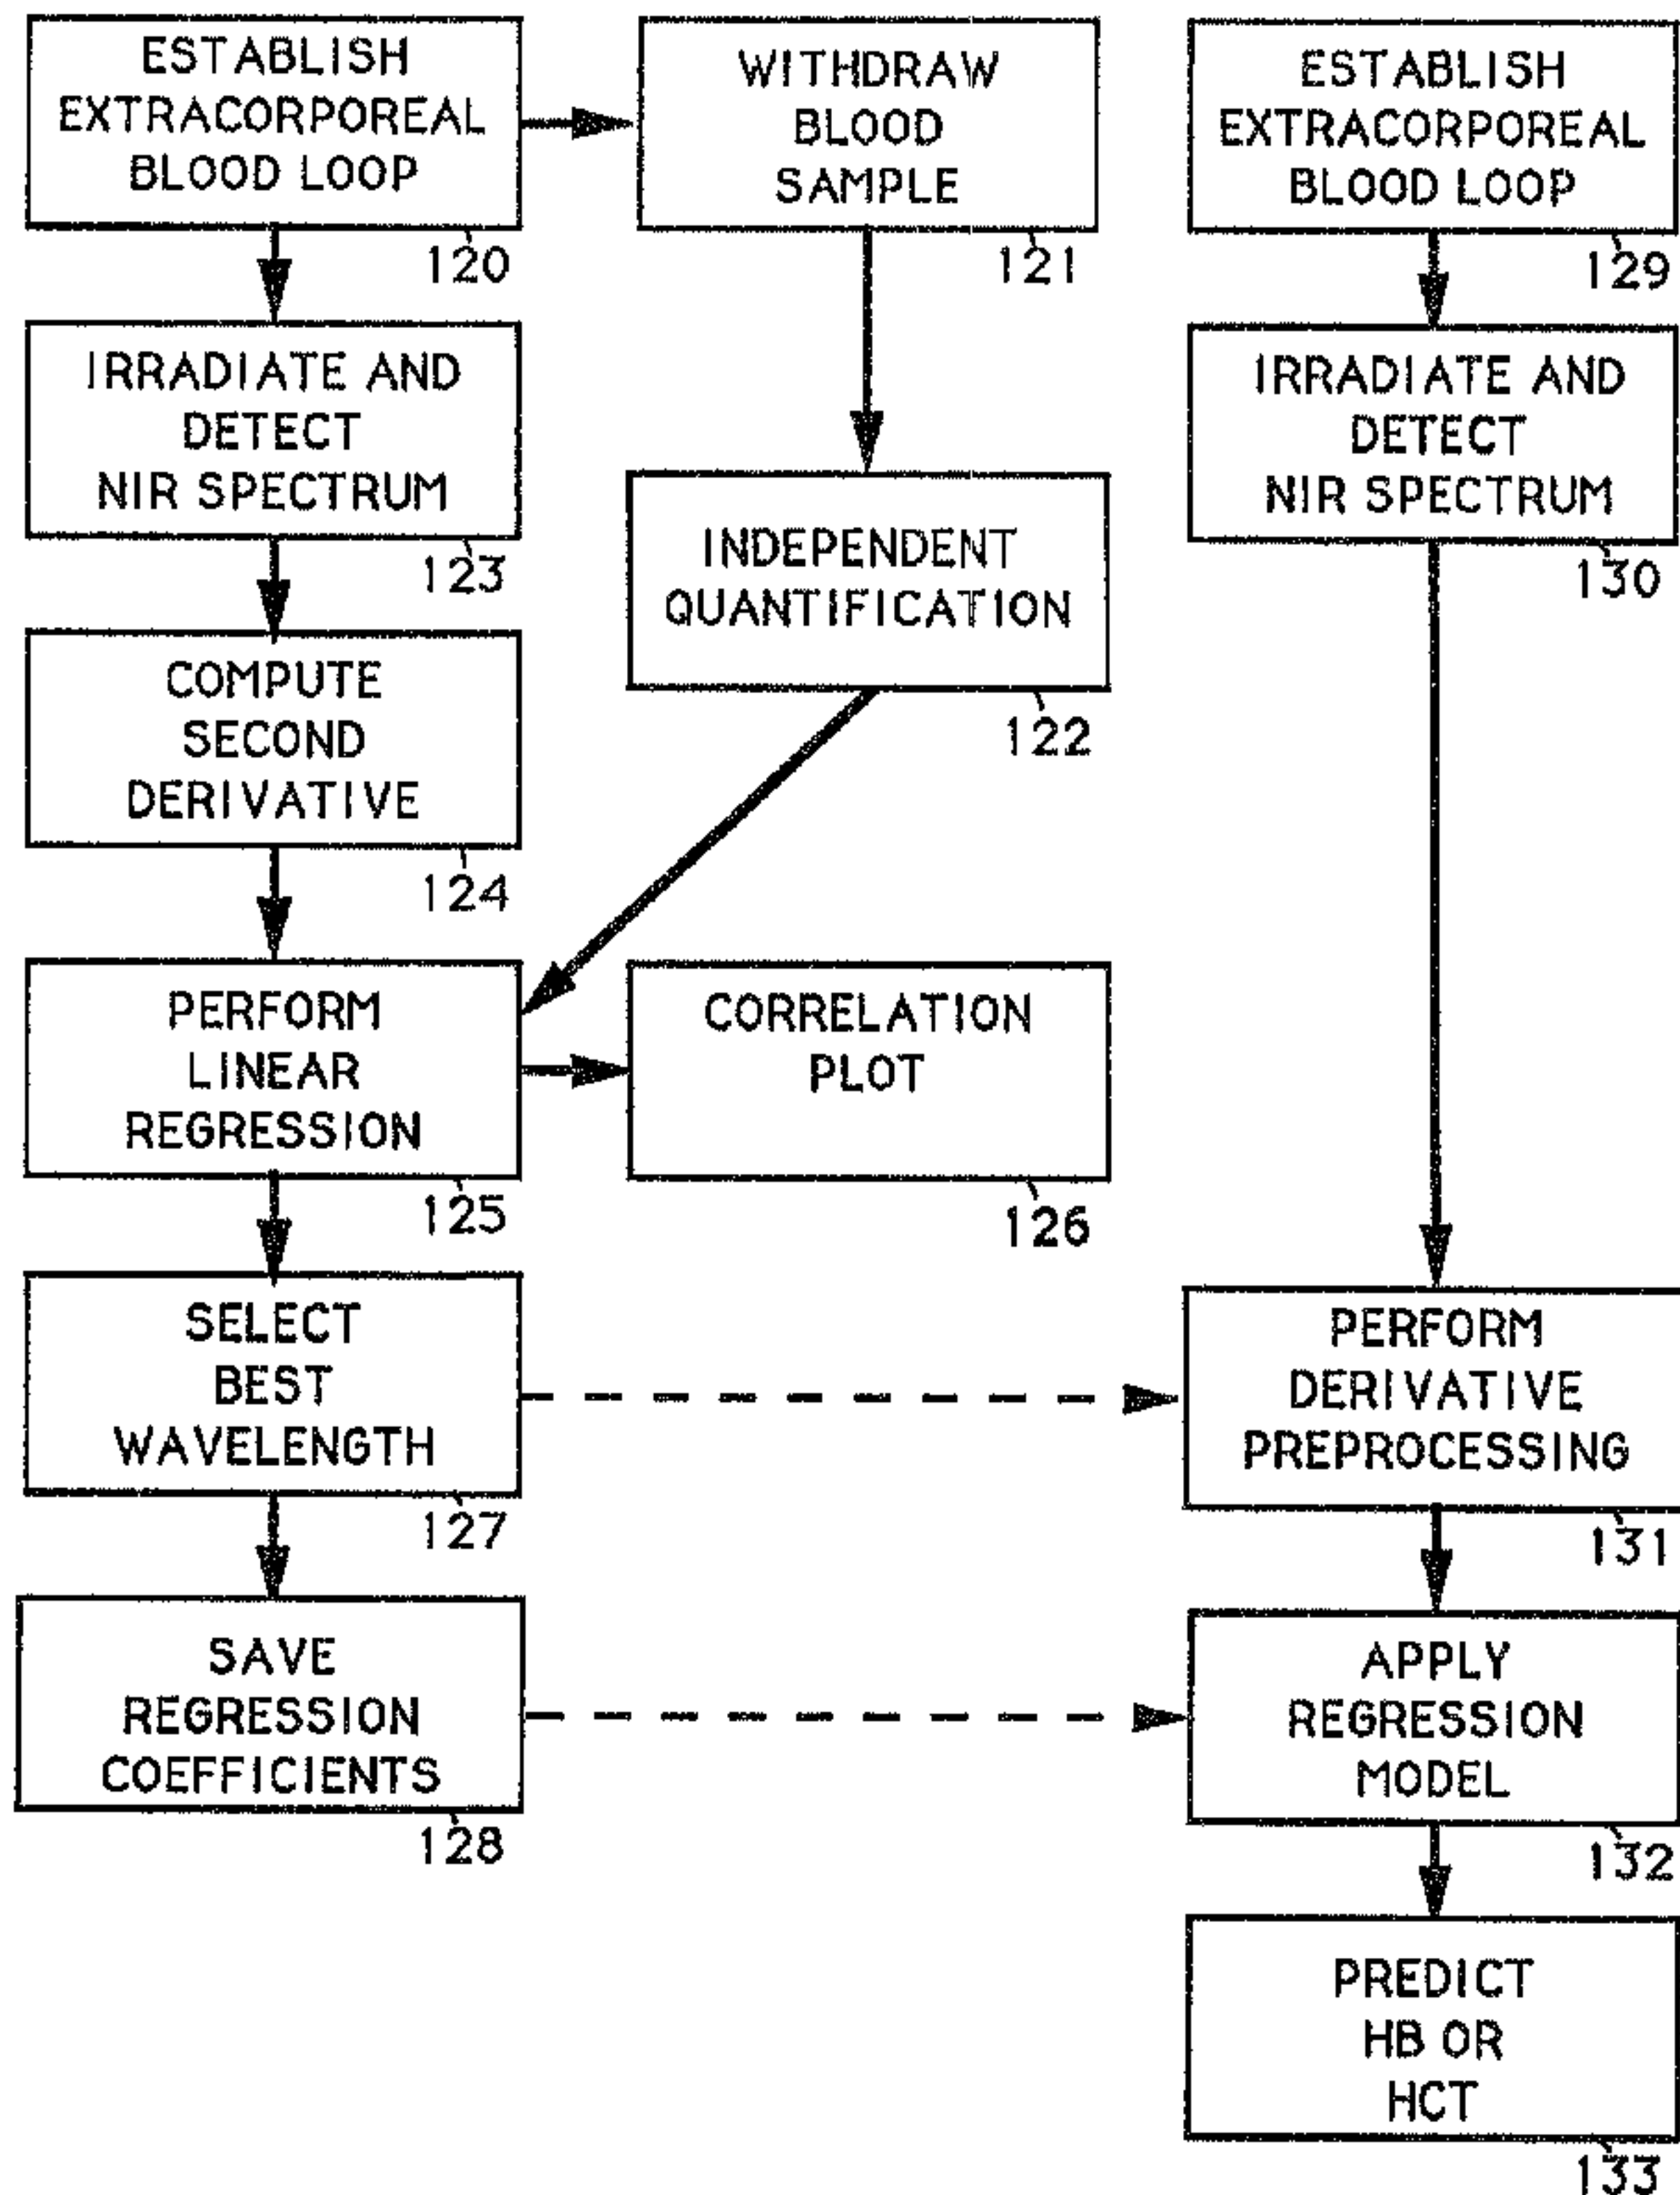 ESTABLISH
EXTRACORPOREAL
BLOOD LOOP
120
WITHDRAW
BLOOD
SAMPLE
121
ESTABLISH
EXTRACORPOREAL
BLOOD LOOP
129
IRRADIATE AND
DETECT
NIR SPECTRUM
123
INDEPENDENT
QUANTIFICATION
122
IRRADIATE AND
DETECT
NIR SPECTRUM
130
COMPUTE
SECOND
DERIVATIVE
124
PERFORM
LINEAR
REGRESSION
125
CORRELATION
PLOT
126
SELECT
BEST
WAVELENGTH
127
PERFORM
DERIVATIVE
PREPROCESSING
131
SAVE
REGRESSION
COEFFICIENTS
128
APPLY
REGRESSION
MODEL
132
PREDICT
HB OR
HCT
133